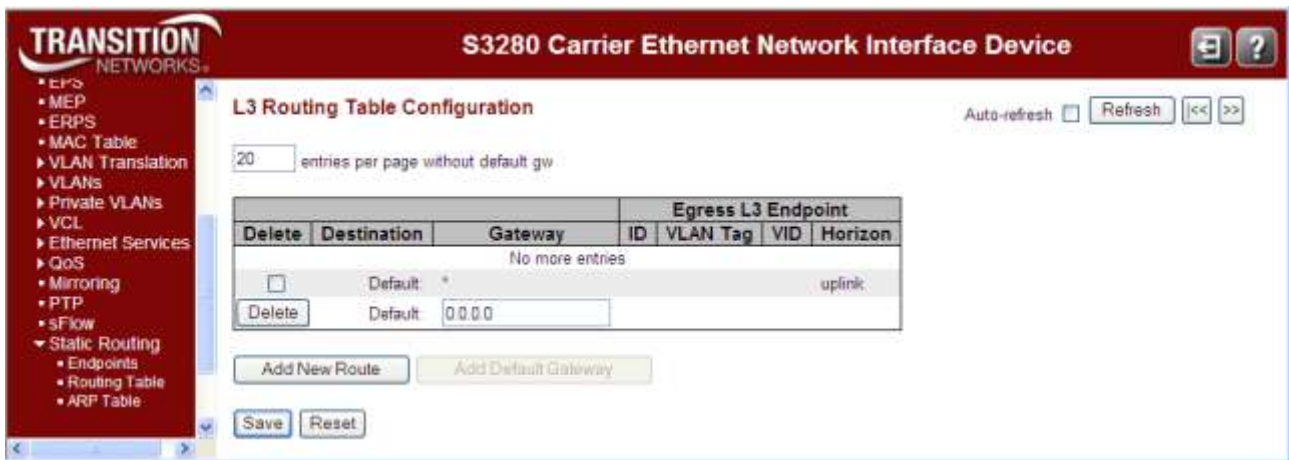 TRANSITION
NETWORKS®
S3280 Carrier Ethernet Network Interface Device
?
EPS
MEP
ERPS
MAC Table
VLAN Translation
VLANs
Private VLANs
VCL
Ethernet Services
QoS
Mirroring
PTP
sFlow
Static Routing
Endpoints
Routing Table
ARP Table
L3 Routing Table Configuration
Auto-refresh Refresh |<< >>
20 entries per page without default gw
Egress L3 Endpoint
Delete Destination Gateway ID VLAN Tag VID Horizon
No more entries
Default * uplink
Delete Default 0.0.0.0
Add New Route Add Default Gateway
Save Reset